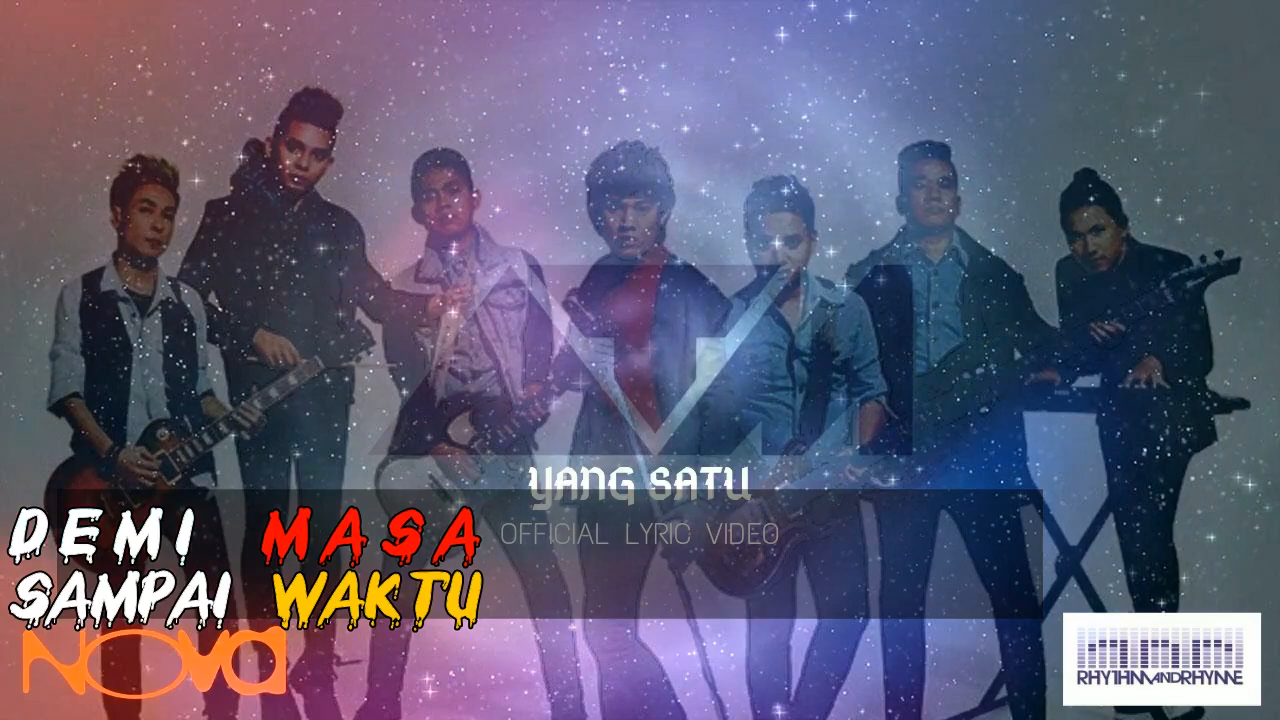 YANG SATU
OFFICIAL LYRIC VIDEO
DEMI MASA
SAMPAI WAKTU
NOVA
RHYTHMANDRHYME